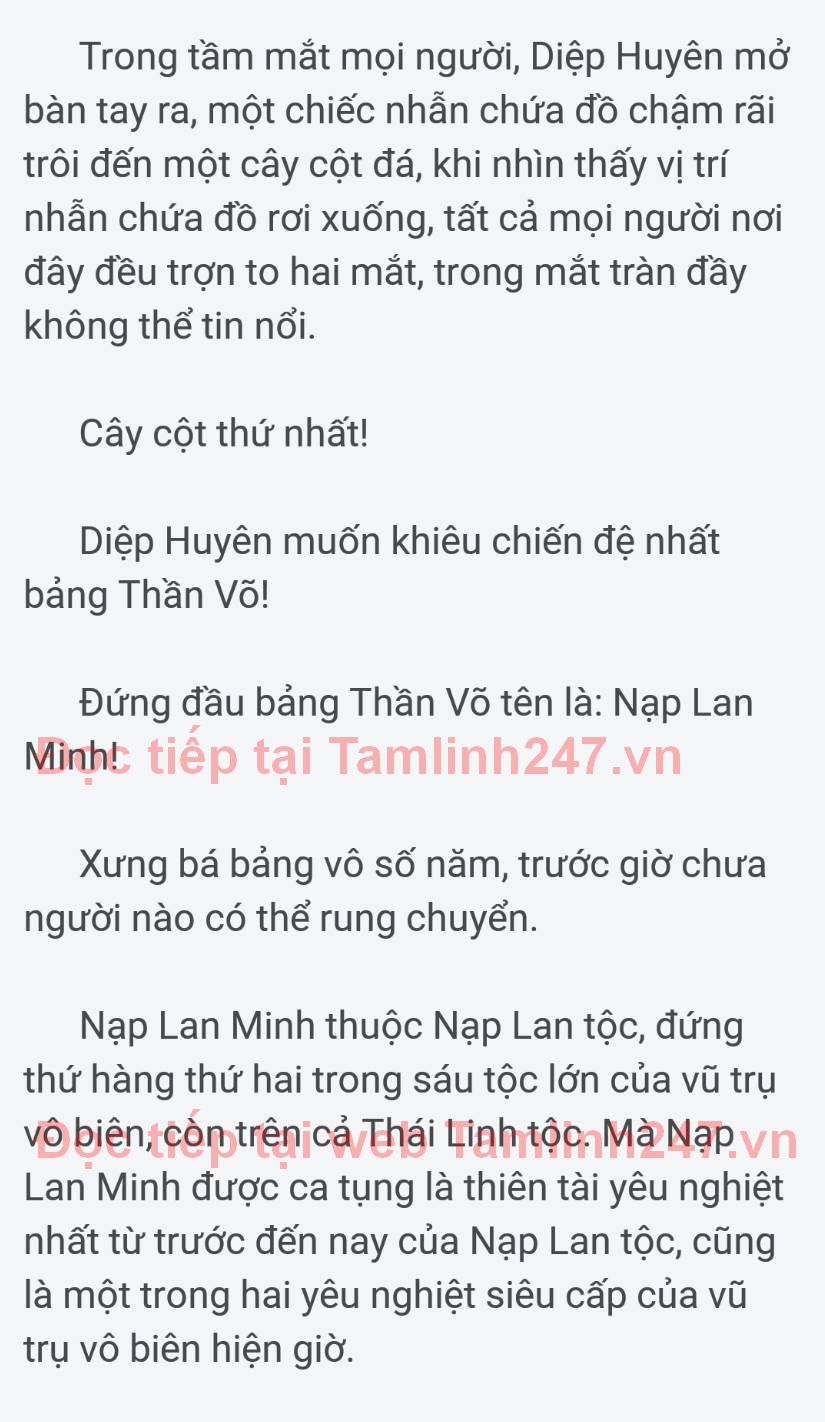 Trong tầm mắt mọi người, Diệp Huyên mở
bàn tay ra, một chiếc nhẫn chứa đồ chậm rãi
trôi đến một cây cột đá, khi nhìn thấy vị trí
nhẫn chứa đồ rơi xuống, tất cả mọi người nơi
đây đều trợn to hai mắt, trong mắt tràn đầy
không thể tin nổi.
Cây cột thứ nhất!
Diệp Huyên muốn khiêu chiến đệ nhất
bảng Thần Võ!
Đứng đầu bảng Thần Võ tên là: Nạp Lan
Minh!
Đọc tiếp tại Tamlinh247.vn
Xưng bá bảng vô số năm, trước giờ chưa
người nào có thể rung chuyển.
Nạp Lan Minh thuộc Nạp Lan tộc, đứng
thứ hàng thứ hai trong sáu tộc lớn của vũ trụ
vô biên, còn trên cả Thái Linh tộc. Mà Nạp
Đọc tiếp tại web Tamlinh247.vn
Lan Minh được ca tụng là thiên tài yêu nghiệt
nhất từ trước đến nay của Nạp Lan tộc, cũng
là một trong hai yêu nghiệt siêu cấp của vũ
trụ vô biên hiện giờ.